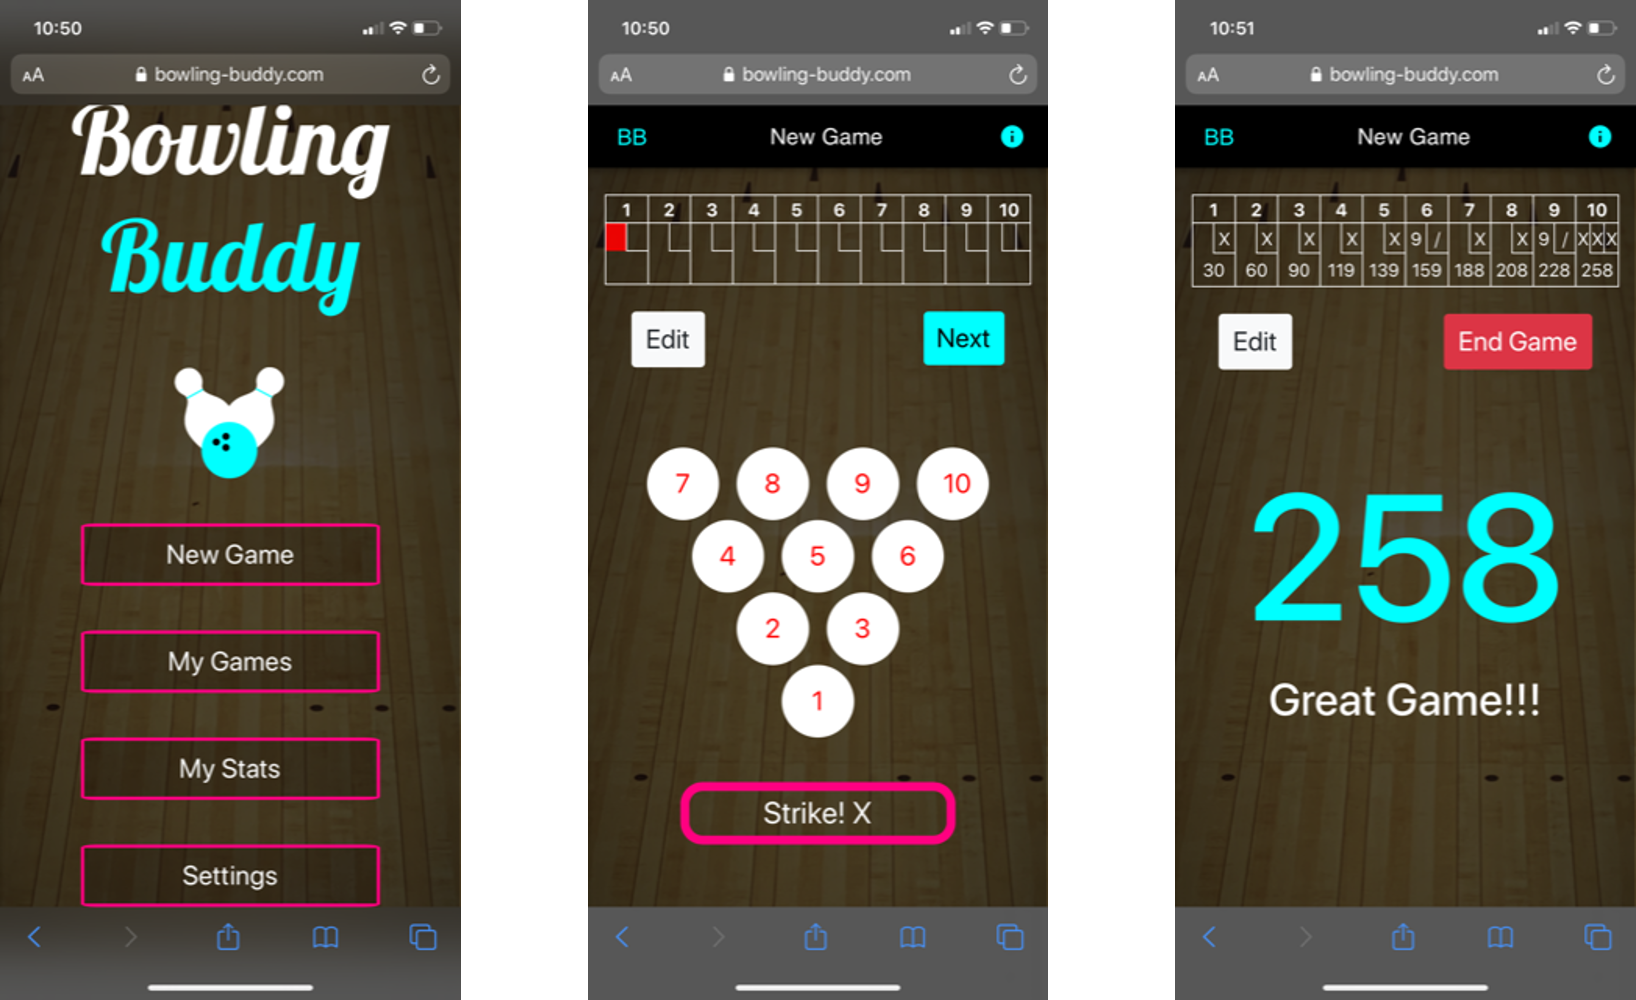 10:50
AA bowling-buddy.com
Bowling
Buddy
New Game
My Games
My Stats
Settings
10:50
AA bowling-buddy.com
BB New Game i
1 2 3 4 5 6 7 8 9 10
Edit Next
7 8 9 10
4 5 6
2 3
1
Strike! X
10:51
AA bowling-buddy.com
BB New Game i
1 2 3 4 5 6 7 8 9 10
X X X X X 9 / X X 9 / X X X
30 60 90 119 139 159 188 208 228 258
Edit End Game
258
Great Game!!!